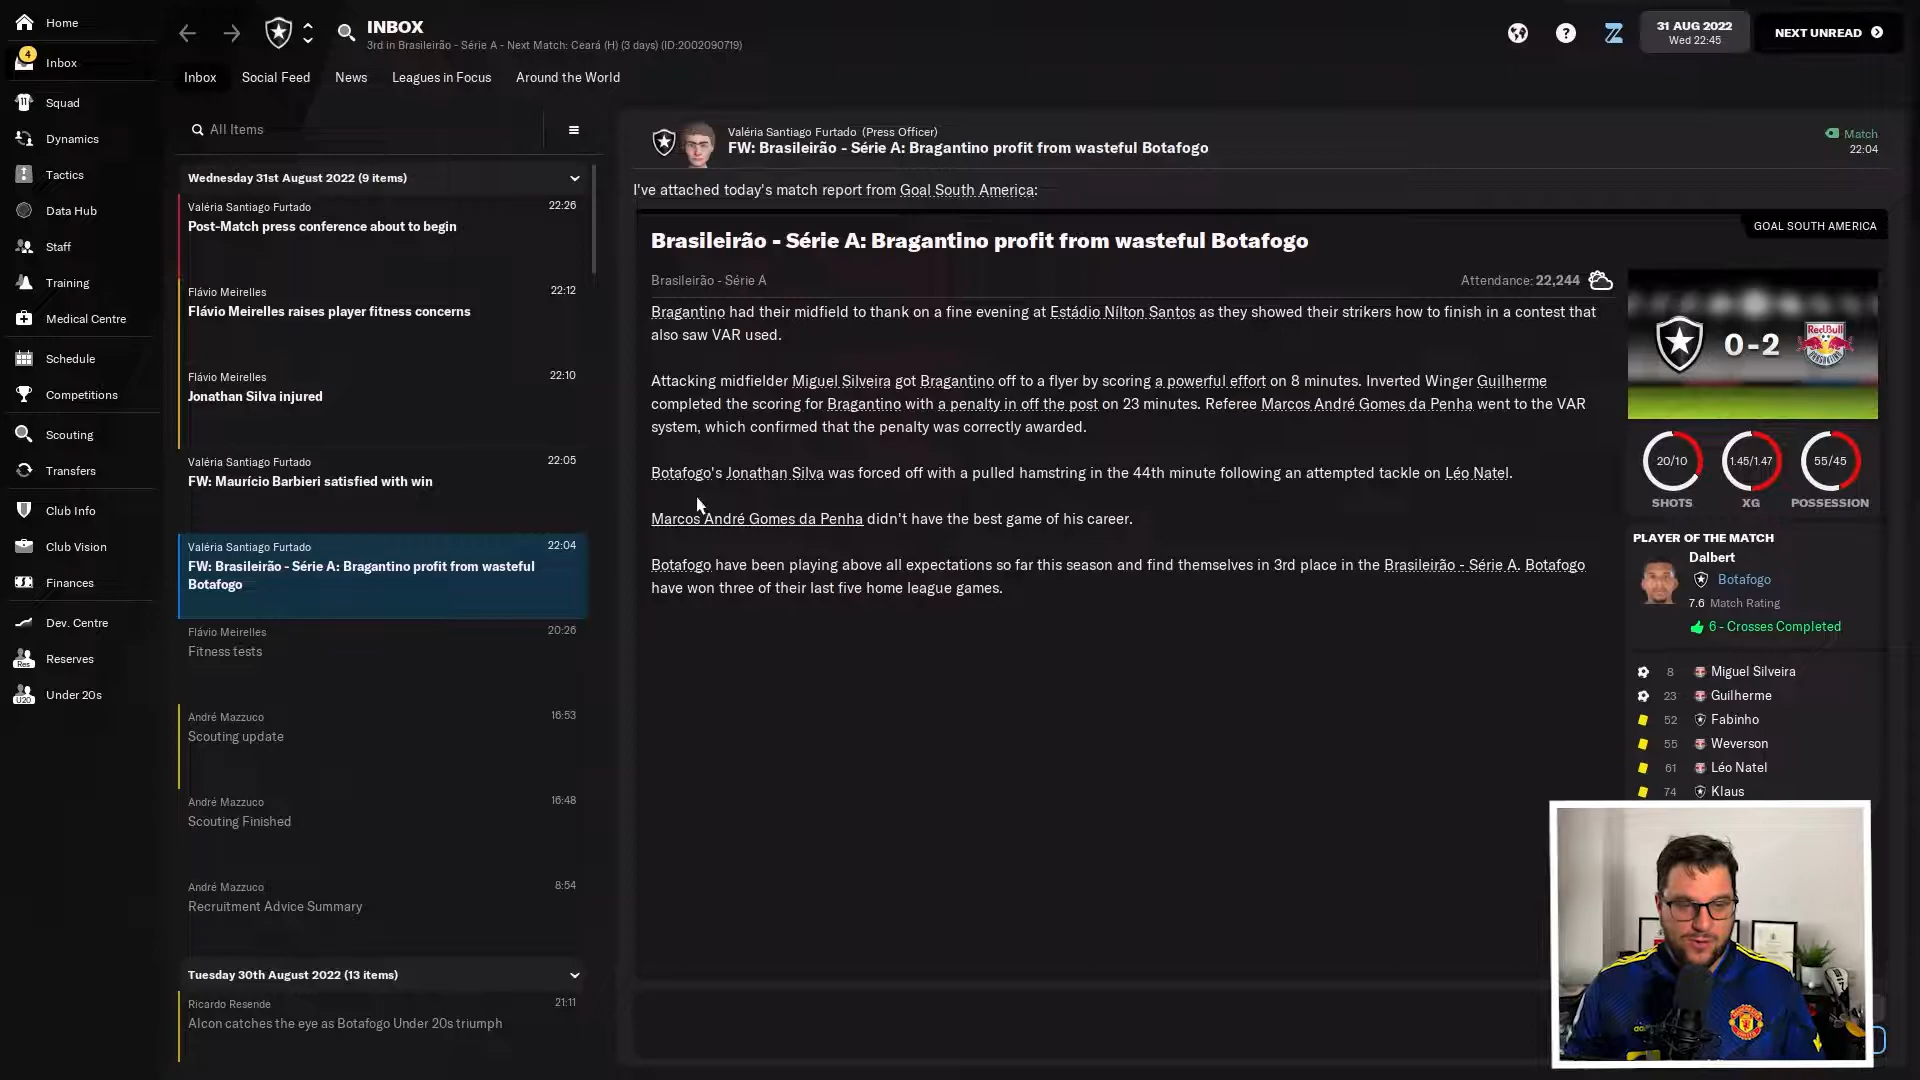 Home
4
Inbox
Squad
Dynamics
Tactics
Data Hub
Staff
Training
Medical Centre
Schedule
Competitions
Scouting
Transfers
Club Info
Club Vision
Finances
Dev. Centre
Res
Reserves
U20
Under 20s
INBOX
3rd in Brasileirão - Série A - Next Match: Ceará (H) (3 days) (ID:2002090719)
?
31 AUG 2022
Wed 22:45
NEXT UNREAD
Inbox Social Feed News Leagues in Focus Around the World
All Items
Wednesday 31st August 2022 (9 items)
Valéria Santiago Furtado 22:26
Post-Match press conference about to begin
Flávio Meirelles 22:12
Flávio Meirelles raises player fitness concerns
Flávio Meirelles 22:10
Jonathan Silva injured
Valéria Santiago Furtado 22:05
FW: Maurício Barbieri satisfied with win
Valéria Santiago Furtado 22:04
FW: Brasileirão - Série A: Bragantino profit from wasteful
Botafogo
Flávio Meirelles 20:26
Fitness tests
André Mazzuco 16:53
Scouting update
André Mazzuco 16:48
Scouting Finished
André Mazzuco 8:54
Recruitment Advice Summary
Tuesday 30th August 2022 (13 items)
Ricardo Resende 21:11
Alcon catches the eye as Botafogo Under 20s triumph
Valéria Santiago Furtado (Press Officer)
FW: Brasileirão - Série A: Bragantino profit from wasteful Botafogo
Match
22:04
I've attached today's match report from Goal South America:
GOAL SOUTH AMERICA
Brasileirão - Série A: Bragantino profit from wasteful Botafogo
Brasileirão - Série A Attendance: 22,244
Bragantino had their midfield to thank on a fine evening at Estádio Nílton Santos as they showed their strikers how to finish in a contest that
also saw VAR used.
Attacking midfielder Miguel Silveira got Bragantino off to a flyer by scoring a powerful effort on 8 minutes. Inverted Winger Guilherme
completed the scoring for Bragantino with a penalty in off the post on 23 minutes. Referee Marcos André Gomes da Penha went to the VAR
system, which confirmed that the penalty was correctly awarded.
Botafogo's Jonathan Silva was forced off with a pulled hamstring in the 44th minute following an attempted tackle on Léo Natel.
Marcos André Gomes da Penha didn't have the best game of his career.
Botafogo have been playing above all expectations so far this season and find themselves in 3rd place in the Brasileirão - Série A. Botafogo
have won three of their last five home league games.
0-2
RedBull
20/10 1.45/1.47 55/45
SHOTS XG POSSESSION
PLAYER OF THE MATCH
Dalbert
Botafogo
7.6 Match Rating
6 - Crosses Completed
8 Miguel Silveira
23 Guilherme
52 Fabinho
55 Weverson
61 Léo Natel
74 Klaus